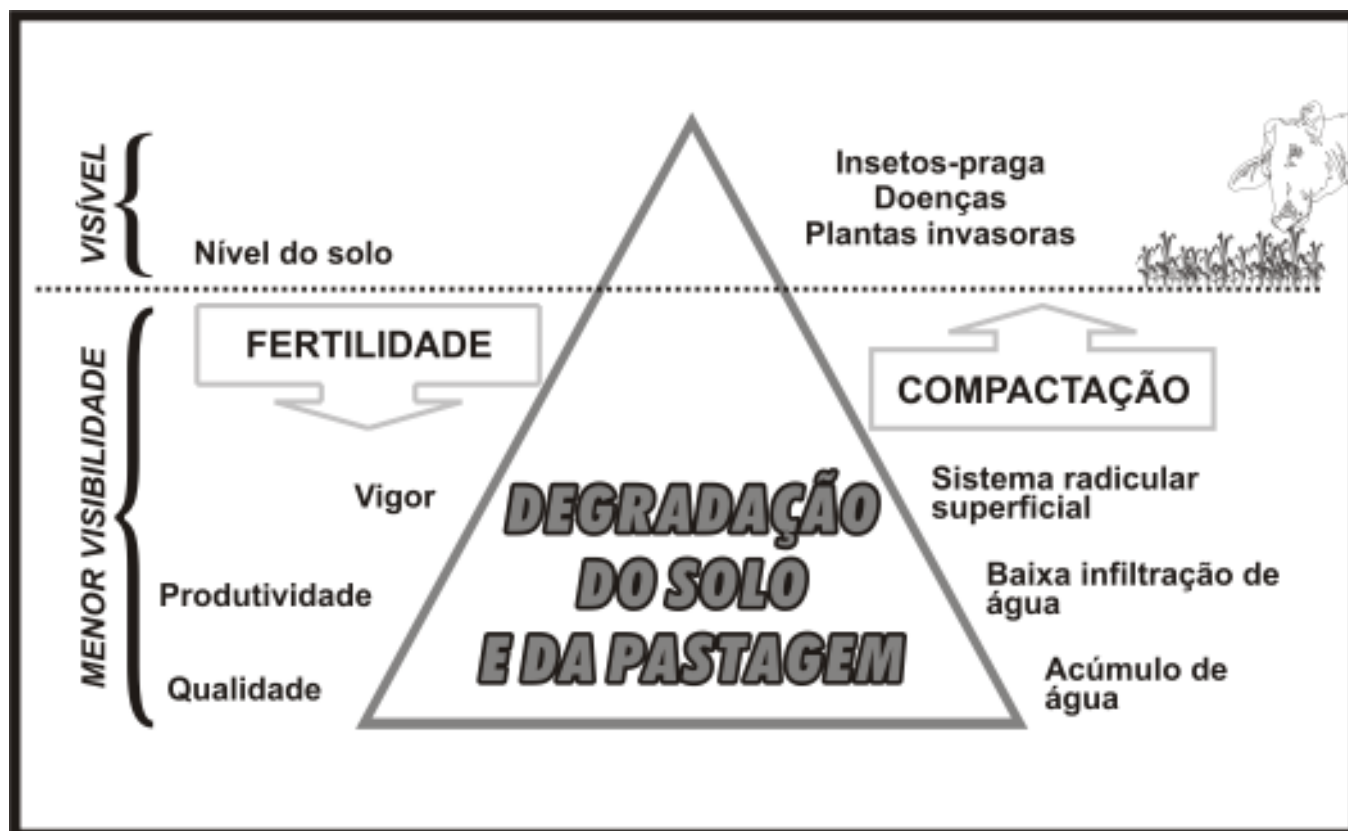 VISÍVEL
Nível do solo
Insetos-praga
Doenças
Plantas invasoras
MENOR VISIBILIDADE
FERTILIDADE
COMPACTAÇÃO
Vigor
Produtividade
Qualidade
DEGRADAÇÃO
DO SOLO
E DA PASTAGEM
Sistema radicular
superficial
Baixa infiltração de
água
Acúmulo de
água